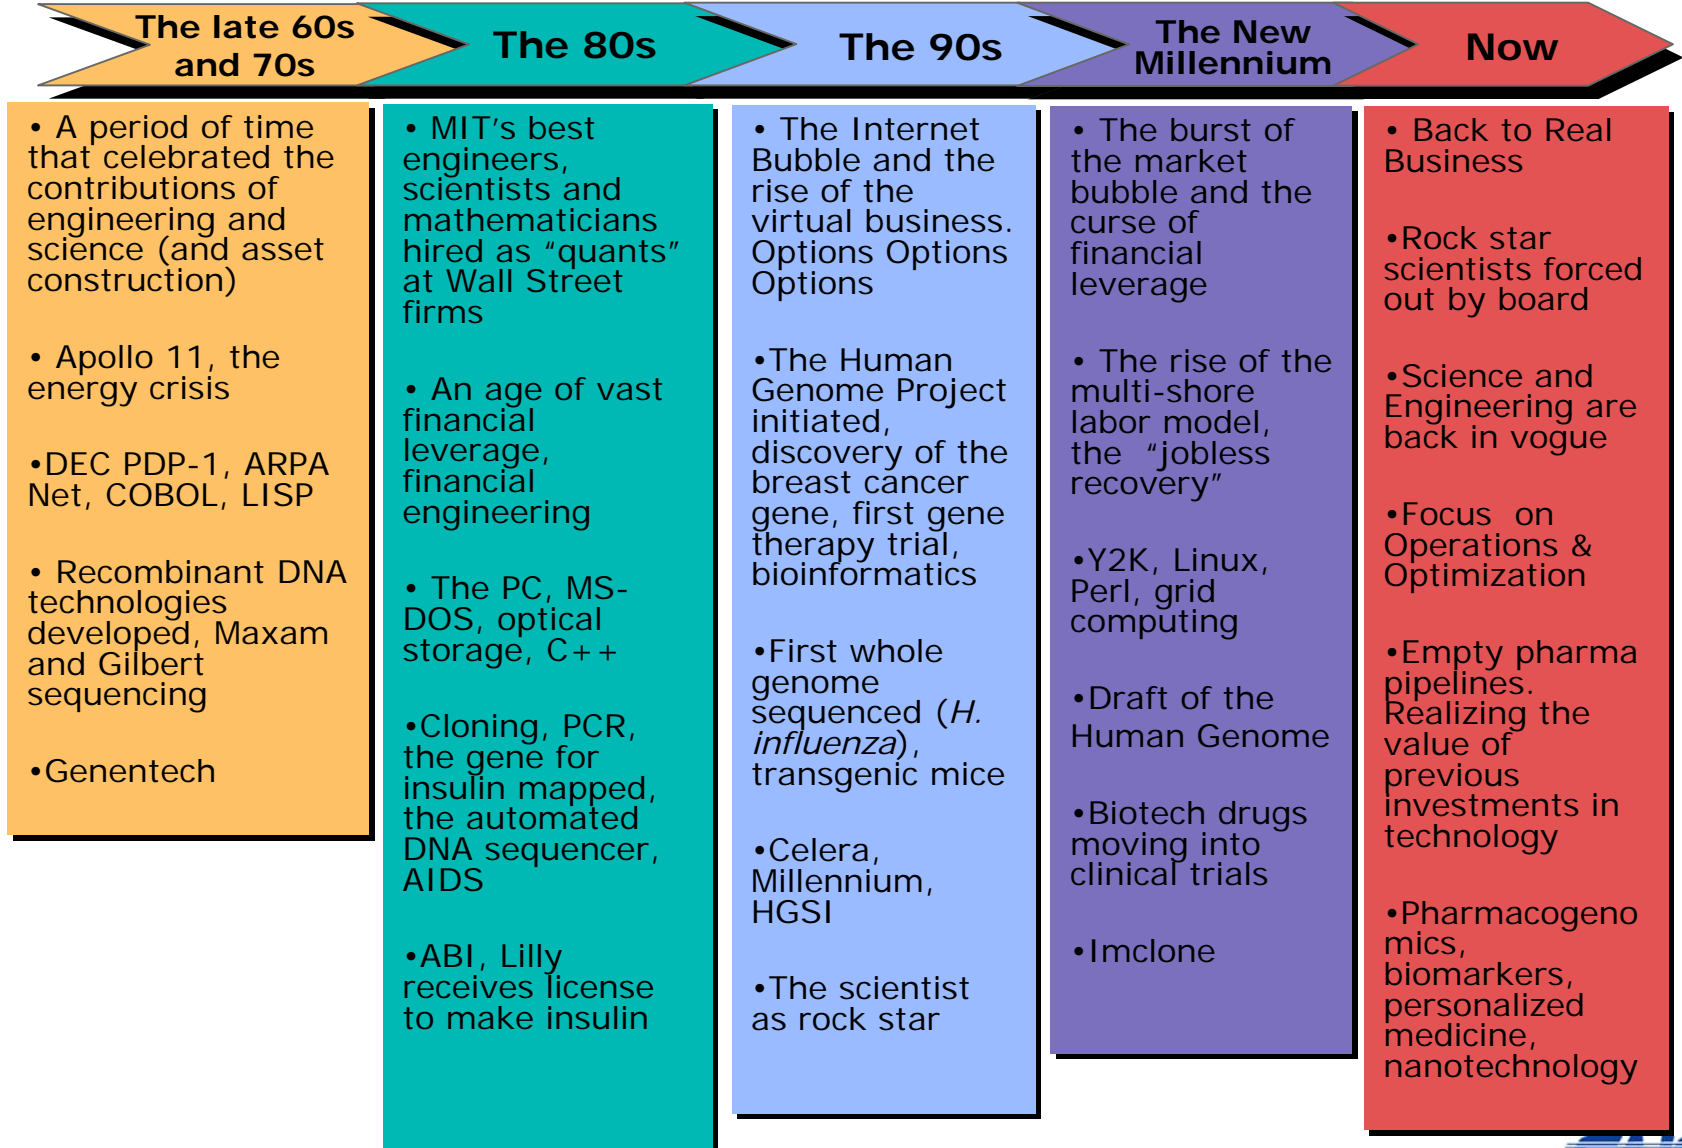 The late 60s
and 70s
The 80s
The 90s
The New
Millennium
Now
• A period of time
that celebrated the
contributions of
engineering and
science (and asset
construction)
• Apollo 11, the
energy crisis
•DEC PDP-1, ARPA
Net, COBOL, LISP
• Recombinant DNA
technologies
developed, Maxam
and Gilbert
sequencing
•Genentech
• MIT’s best
engineers,
scientists and
mathematicians
hired as “quants”
at Wall Street
firms
• An age of vast
financial
leverage,
financial
engineering
• The PC, MS-
DOS, optical
storage, C++
•Cloning, PCR,
the gene for
insulin mapped,
the automated
DNA sequencer,
AIDS
•ABI, Lilly
receives license
to make insulin
• The Internet
Bubble and the
rise of the
virtual business.
Options Options
Options
•The Human
Genome Project
initiated,
discovery of the
breast cancer
gene, first gene
therapy trial,
bioinformatics
•First whole
genome
sequenced (H.
influenza),
transgenic mice
•Celera,
Millennium,
HGSI
•The scientist
as rock star
• The burst of
the market
bubble and the
curse of
financial
leverage
• The rise of the
multi-shore
labor model,
the “jobless
recovery”
•Y2K, Linux,
Perl, grid
computing
•Draft of the
Human Genome
•Biotech drugs
moving into
clinical trials
•Imclone
• Back to Real
Business
•Rock star
scientists forced
out by board
•Science and
Engineering are
back in vogue
•Focus on
Operations &
Optimization
•Empty pharma
pipelines.
Realizing the
value of
previous
investments in
technology
•Pharmacogeno
mics,
biomarkers,
personalized
medicine,
nanotechnology